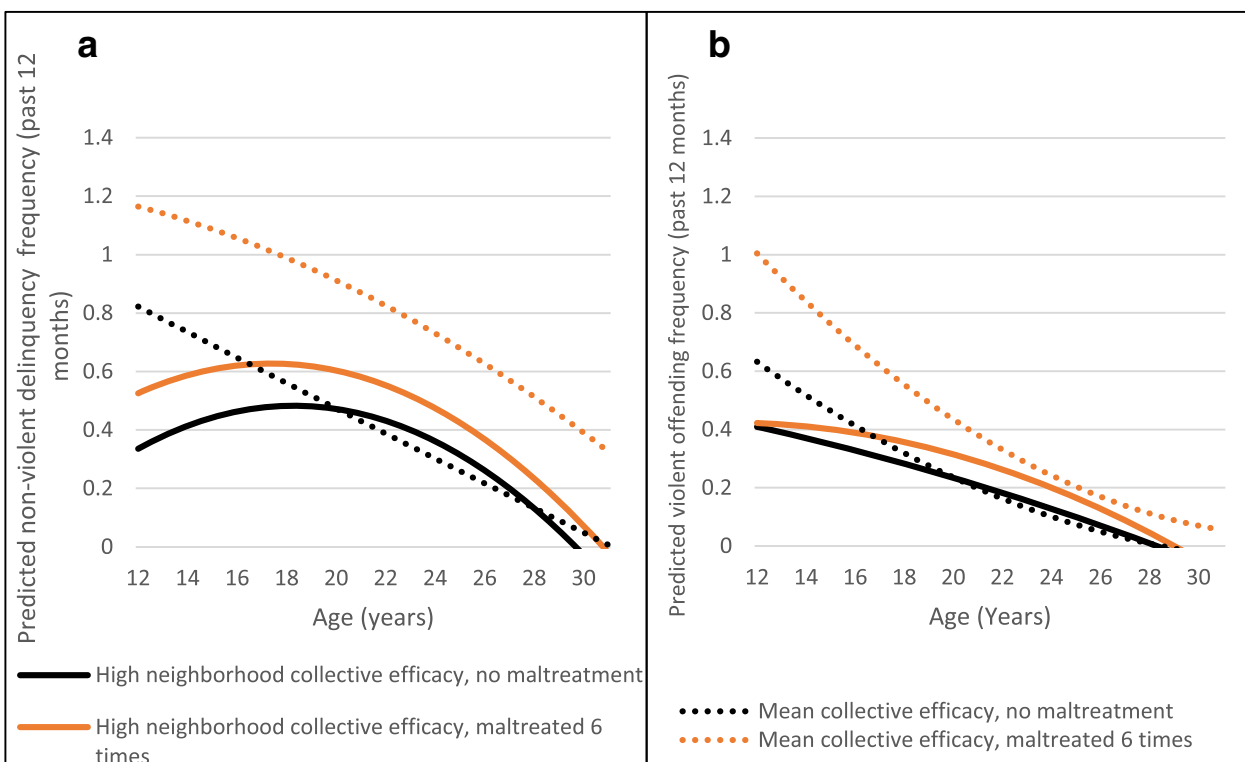 a
Predicted non-violent delinquency frequency (past 12
months)
1.4
1.2
1
0.8
0.6
0.4
0.2
0
12 14 16 18 20 22 24 26 28 30
Age (years)
High neighborhood collective efficacy, no maltreatment
High neighborhood collective efficacy, maltreated 6
times
b
Predicted violent offending frequency (past 12 months)
1.4
1.2
1
0.8
0.6
0.4
0.2
0
12 14 16 18 20 22 24 26 28 30
Age (Years)
Mean collective efficacy, no maltreatment
Mean collective efficacy, maltreated 6 times